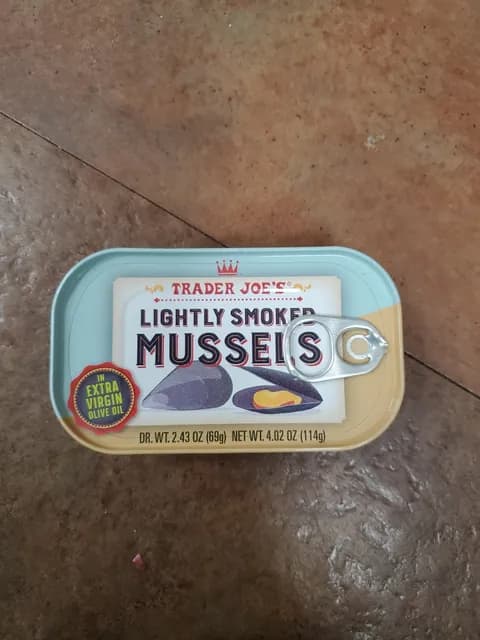 TRADER JOE'S
LIGHTLY SMOKED
MUSSELS
IN
EXTRA
VIRGIN
OLIVE OIL
DR. WT. 2.43 OZ (69g) NET WT. 4.02 OZ (114g)